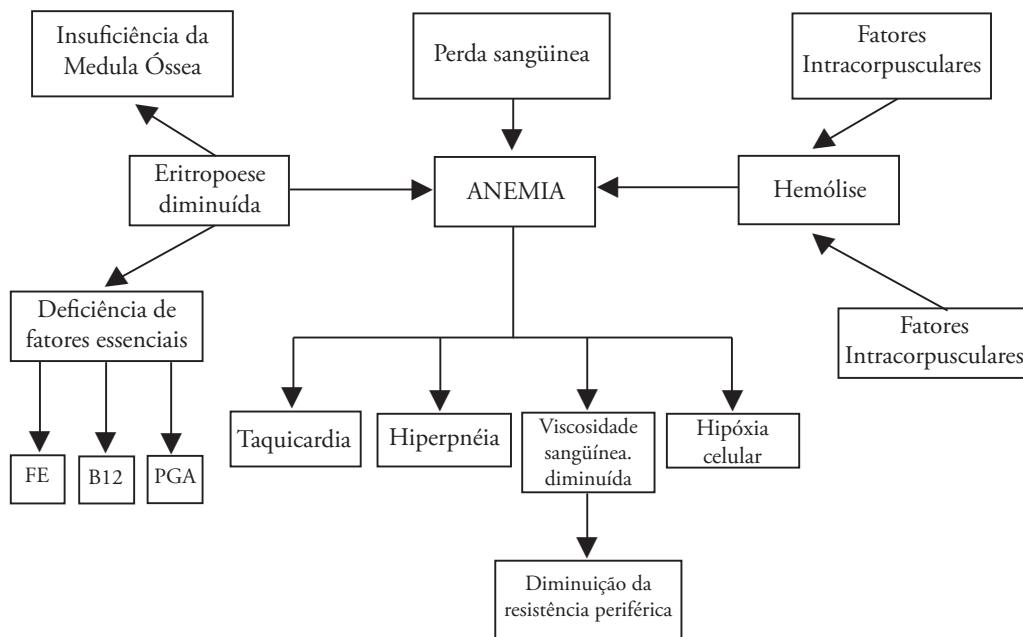 Insuficiência da
Medula Óssea
Perda sangüinea
Fatores
Intracorpusculares
Eritropoese
diminuída
ANEMIA
Hemólise
Deficiência de
fatores essenciais
Fatores
Intracorpusculares
FE
B12
PGA
Taquicardia
Hiperpnéia
Viscosidade
sangüínea.
diminuída
Hipóxia
celular
Diminuição da
resistência periférica